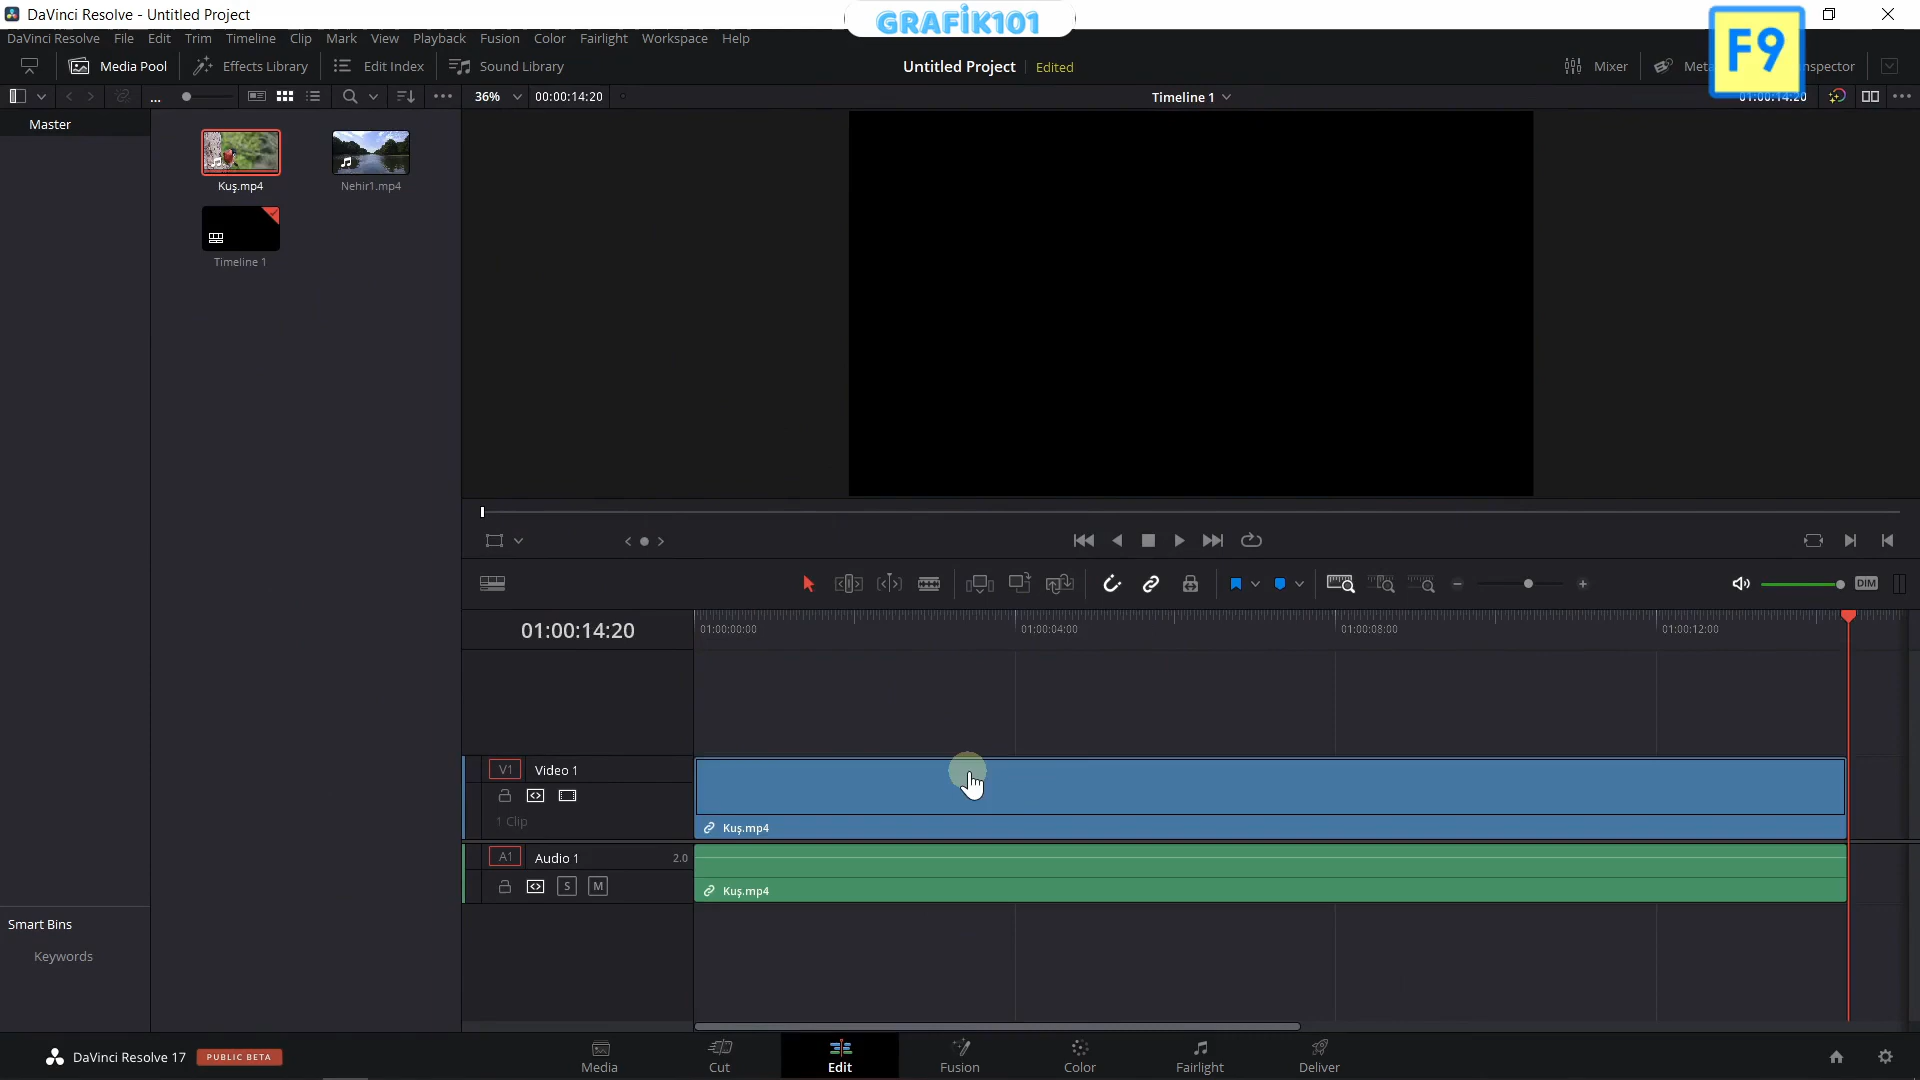 DaVinci Resolve - Untitled Project
GRAFİK101
F9
DaVinci Resolve File Edit Trim Timeline Clip Mark View Playback Fusion Color Fairlight Workspace Help
Media Pool Effects Library Edit Index Sound Library Untitled Project Edited Mixer Meta nspector
... 36% 00:00:14:20 Timeline 1 01:00:14:20
Master
Kuş.mp4 Nehir1.mp4
Timeline 1
DIM
01:00:14:20 01:00:00:00 01:00:04:00 01:00:08:00 01:00:12:00
V1 Video 1
1 Clip
Kuş.mp4
A1 Audio 1 2.0
S M
Kuş.mp4
Smart Bins
Keywords
DaVinci Resolve 17 PUBLIC BETA
Media Cut Edit Fusion Color Fairlight Deliver